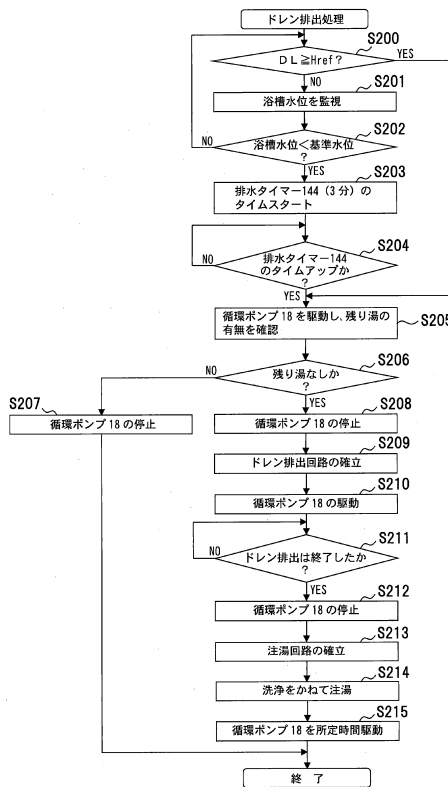 ドレン排出処理
S200
DL≧Href?
YES
NO
S201
浴槽水位を監視
S202
浴槽水位<基準水位
?
NO
YES
S203
排水タイマー144(3分)の
タイムスタート
S204
排水タイマー144
のタイムアップか
?
NO
YES
S205
循環ポンプ18を駆動し、残り湯の
有無を確認
S206
残り湯なしか
?
NO
YES
S207
循環ポンプ18の停止
S208
循環ポンプ18の停止
S209
ドレン排出回路の確立
S210
循環ポンプ18の駆動
S211
ドレン排出は終了したか
?
NO
YES
S212
循環ポンプ18の停止
S213
注湯回路の確立
S214
洗浄をかねて注湯
S215
循環ポンプ18を所定時間駆動
終 了